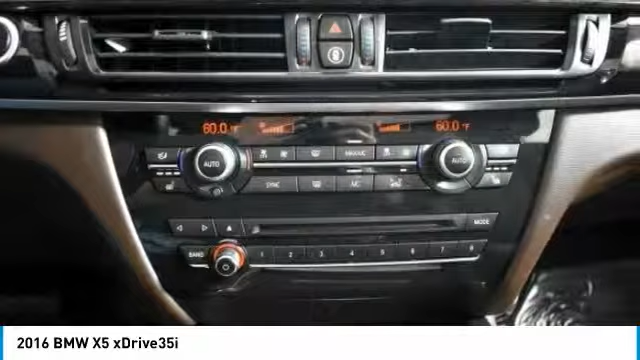 60.0 °F 60.0 °F
AUTO MAX A/C AUTO
SYNC A/C
MODE
BAND 1 2 3 4 5 6 7 8
2016 BMW X5 xDrive35i